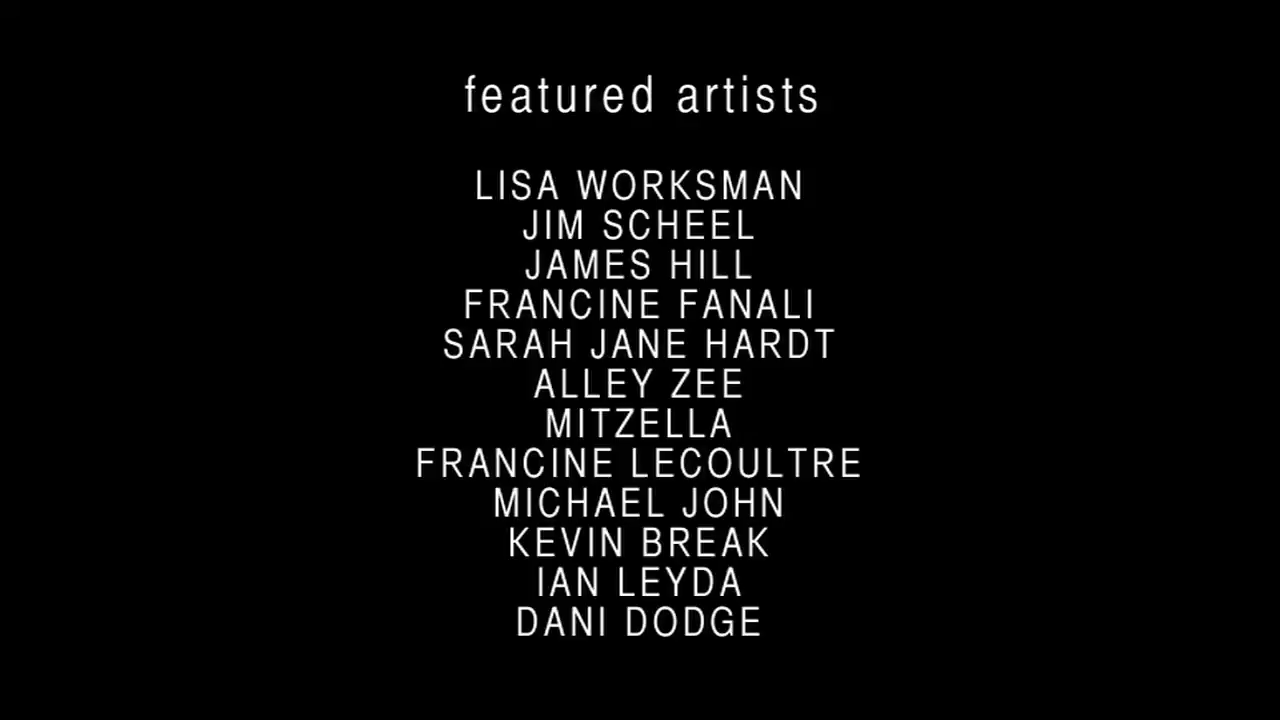 featured artists
LISA WORKSMAN
JIM SCHEEL
JAMES HILL
FRANCINE FANALI
SARAH JANE HARDT
ALLEY ZEE
MITZELLA
FRANCINE LECOULTRE
MICHAEL JOHN
KEVIN BREAK
IAN LEYDA
DANI DODGE